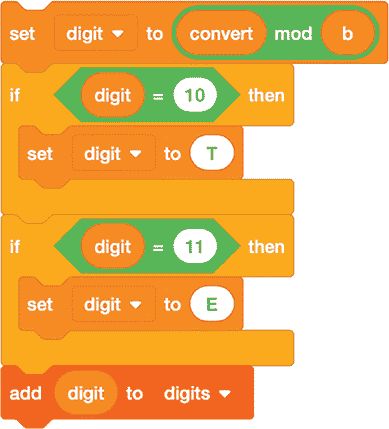 set digit to convert mod b
if digit = 10 then
set digit to T
if digit = 11 then
set digit to E
add digit to digits